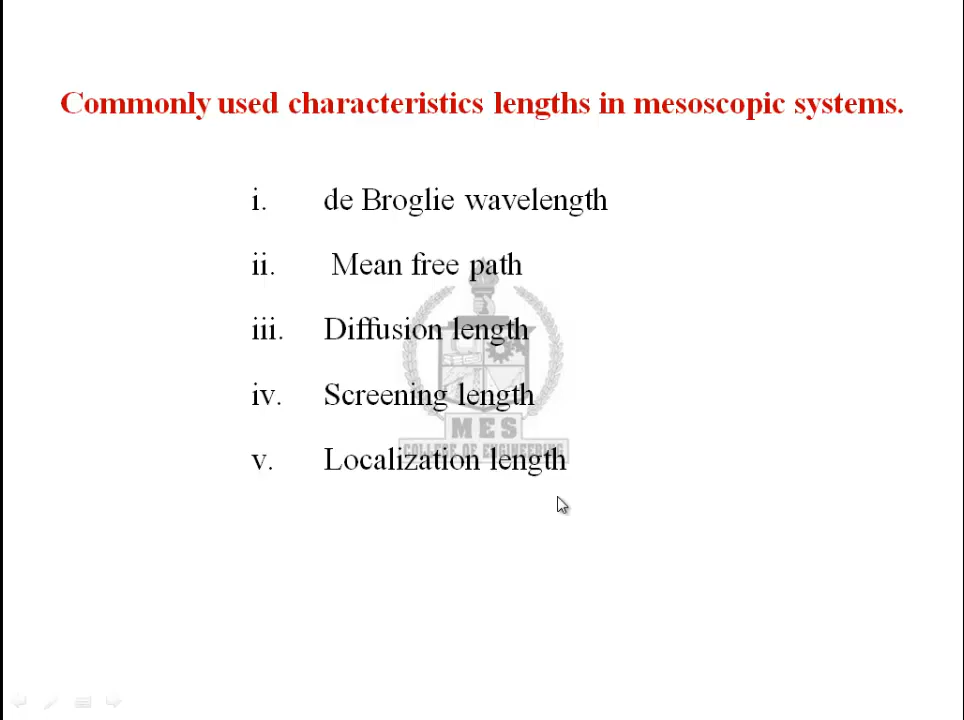 Commonly used characteristics lengths in mesoscopic systems.
i. de Broglie wavelength
ii. Mean free path
iii. Diffusion length
iv. Screening length
v. Localization length
MES
COLLEGE OF ENGINEERING